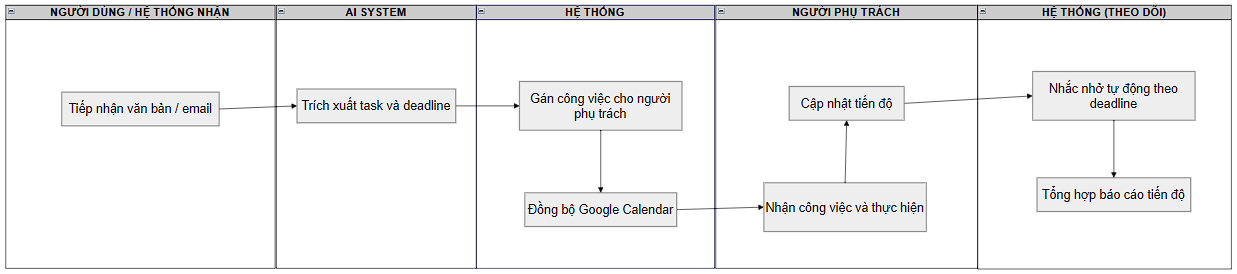 NGƯỜI DÙNG / HỆ THỐNG NHẬN
AI SYSTEM
HỆ THỐNG
NGƯỜI PHỤ TRÁCH
HỆ THỐNG (THEO DÕI)
Tiếp nhận văn bản / email
Trích xuất task và deadline
Gán công việc cho người
phụ trách
Đồng bộ Google Calendar
Cập nhật tiến độ
Nhận công việc và thực hiện
Nhắc nhở tự động theo
deadline
Tổng hợp báo cáo tiến độ